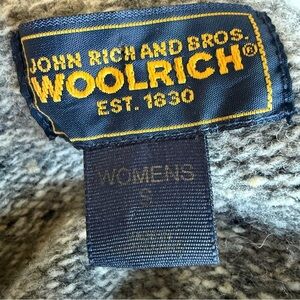 JOHN RICH AND BROS.
WOOLRICH®
EST. 1830
WOMENS
S